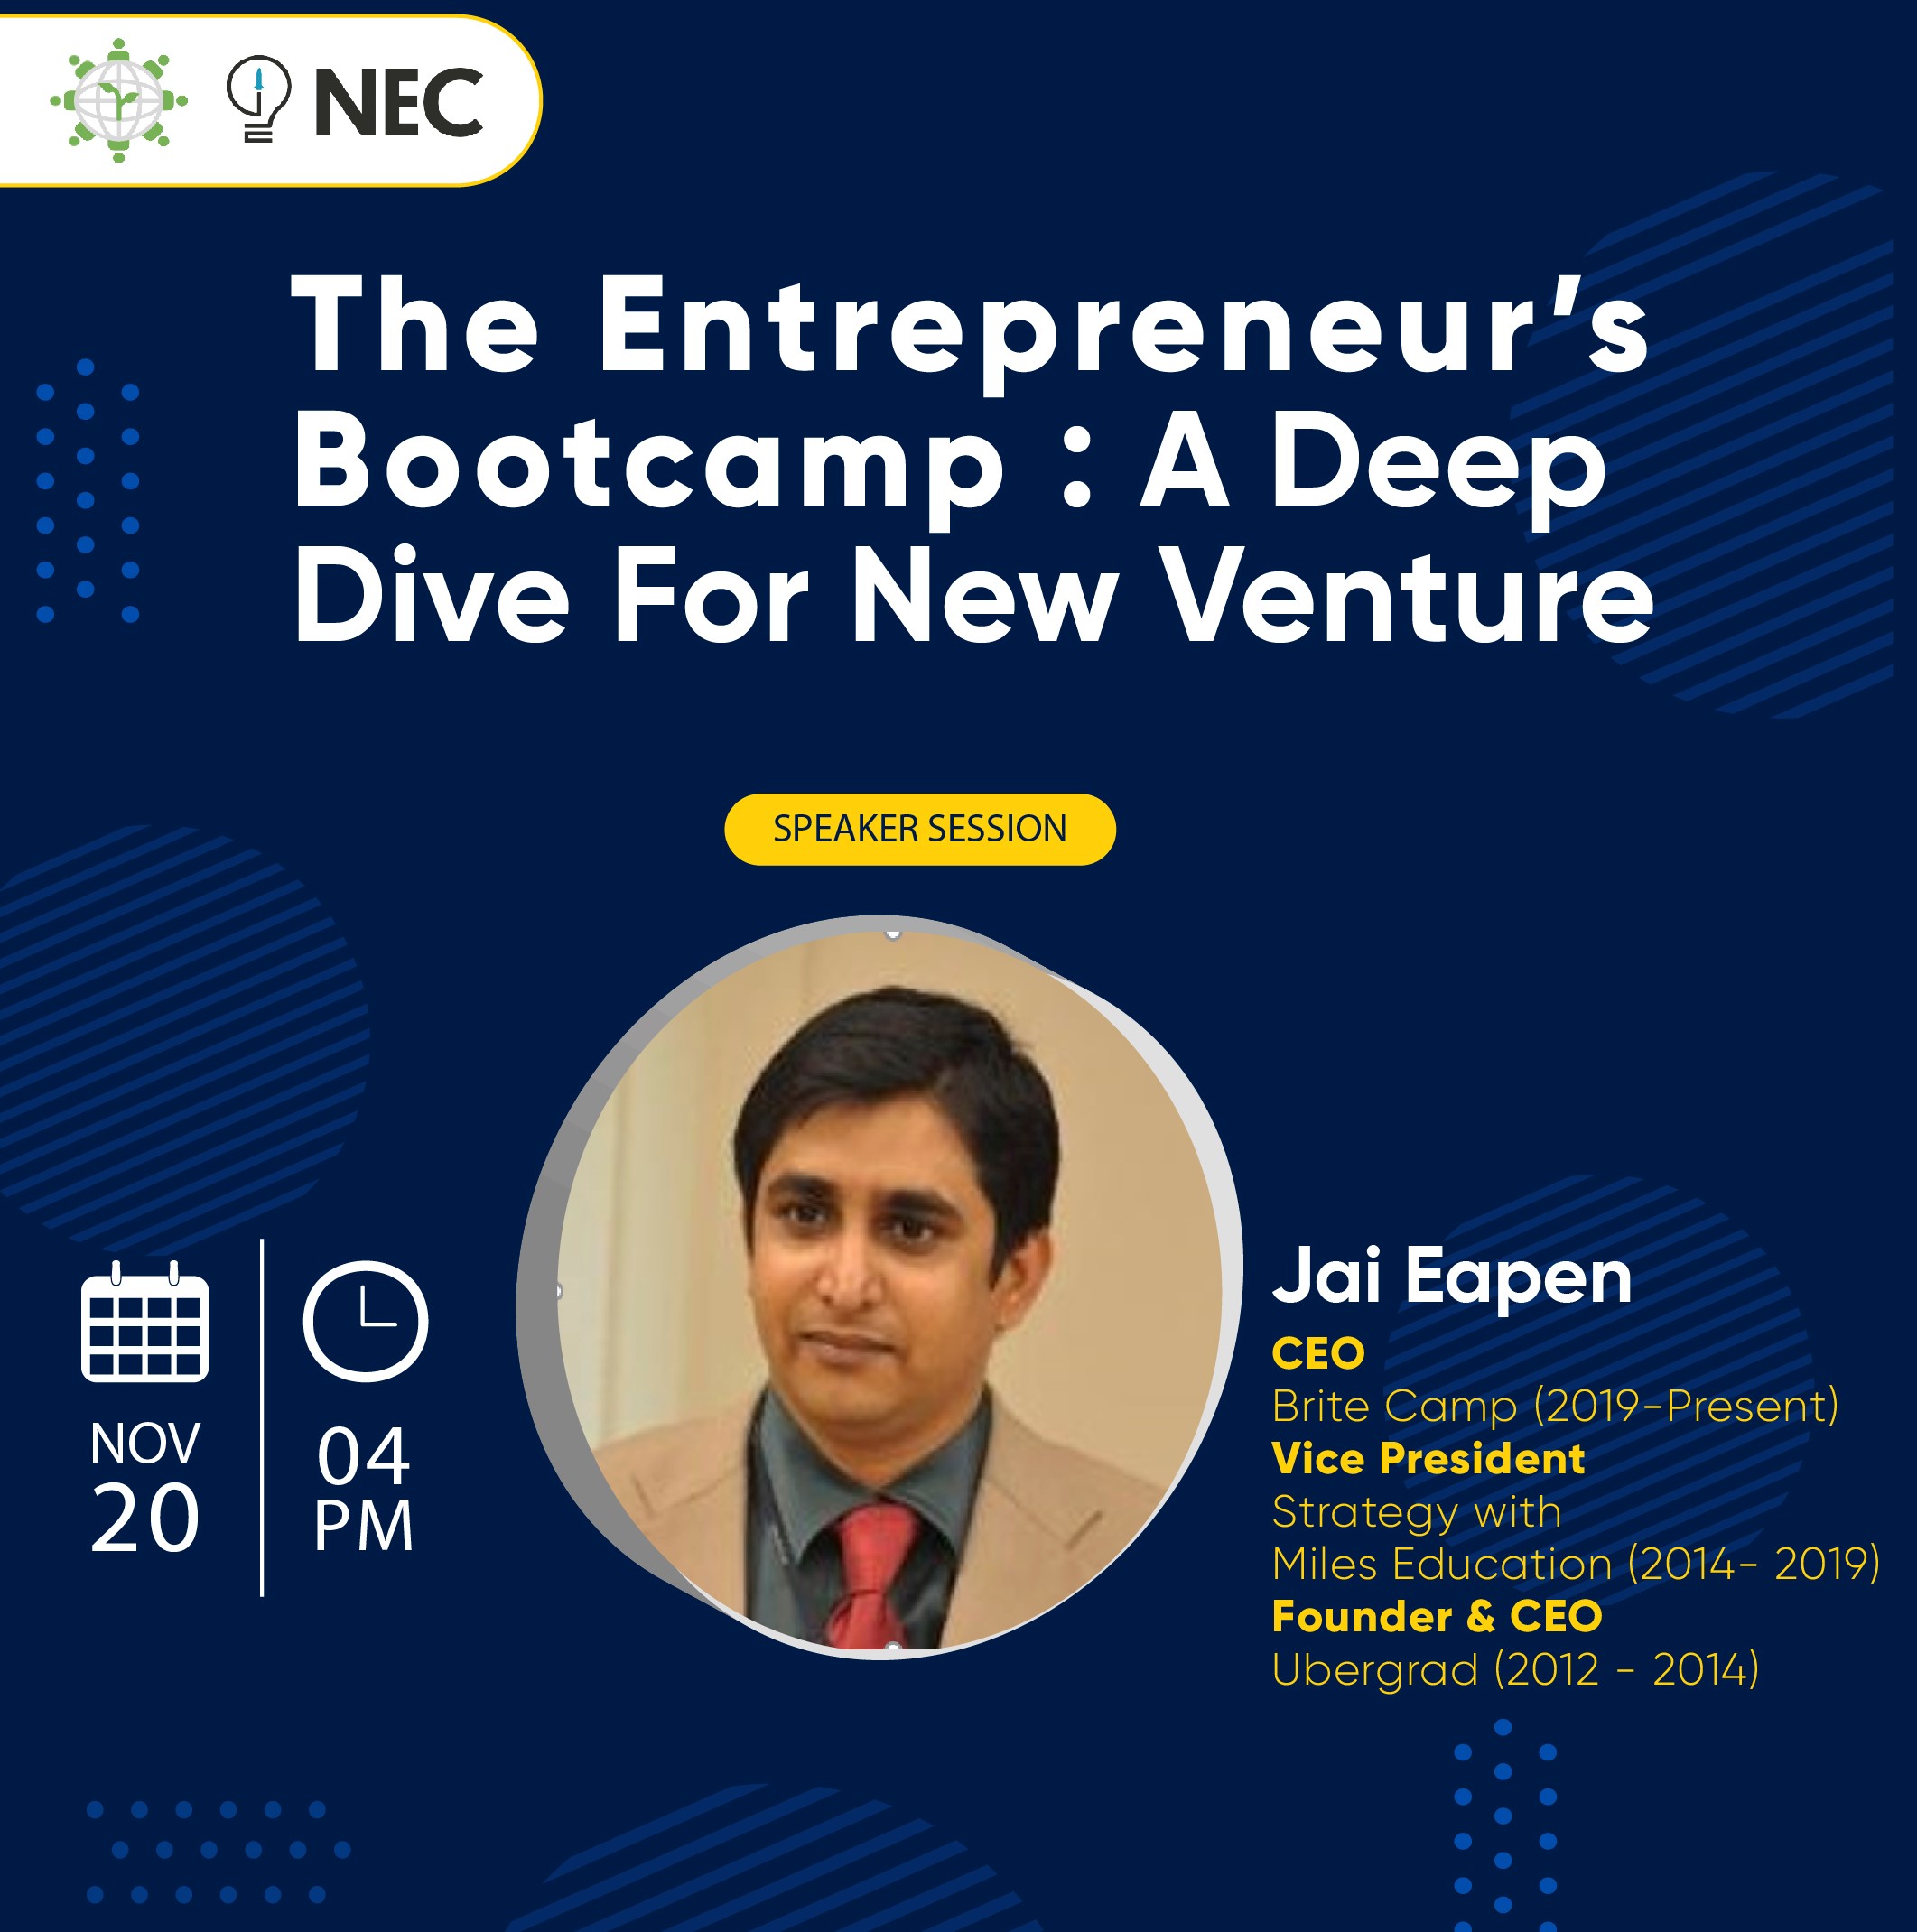 NEC
The Entrepreneur’s
Bootcamp : A Deep
Dive For New Venture
SPEAKER SESSION
NOV
20
04
PM
Jai Eapen
CEO
Brite Camp (2019-Present)
Vice President
Strategy with
Miles Education (2014- 2019)
Founder & CEO
Ubergrad (2012 - 2014)